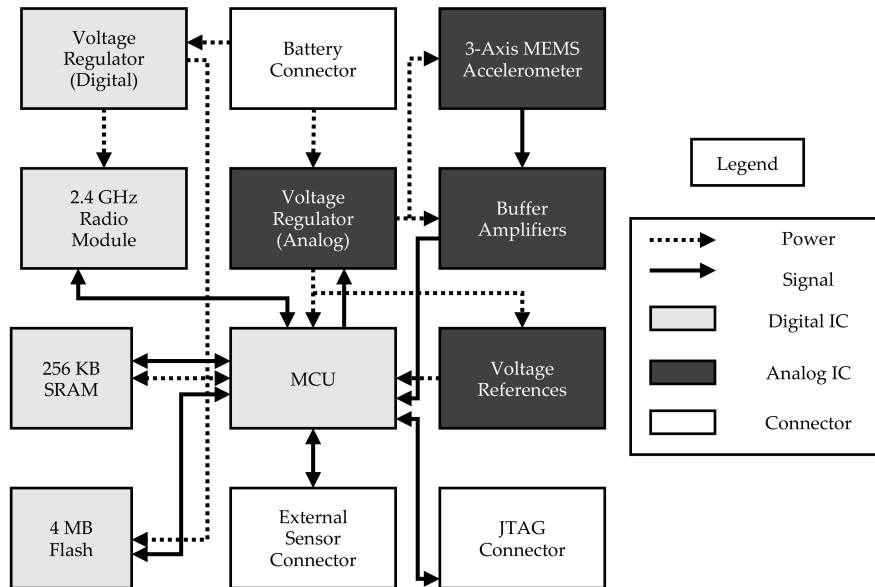 Voltage
Regulator
(Digital)
Battery
Connector
3-Axis MEMS
Accelerometer
2.4 GHz
Radio
Module
Voltage
Regulator
(Analog)
Buffer
Amplifiers
256 KB
SRAM
MCU
Voltage
References
4 MB
Flash
External
Sensor
Connector
JTAG
Connector
Legend
Power
Signal
Digital IC
Analog IC
Connector